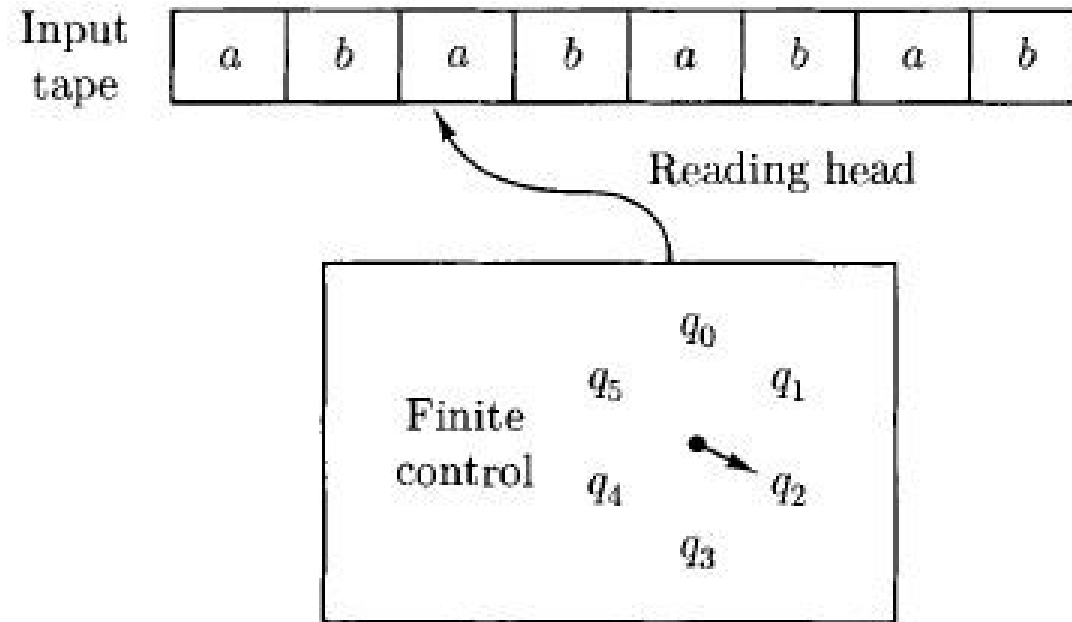 Input
tape
a b a b a b a b
Reading head
q₀
q₅ q₁
Finite
control
q₄ q₂
q₃